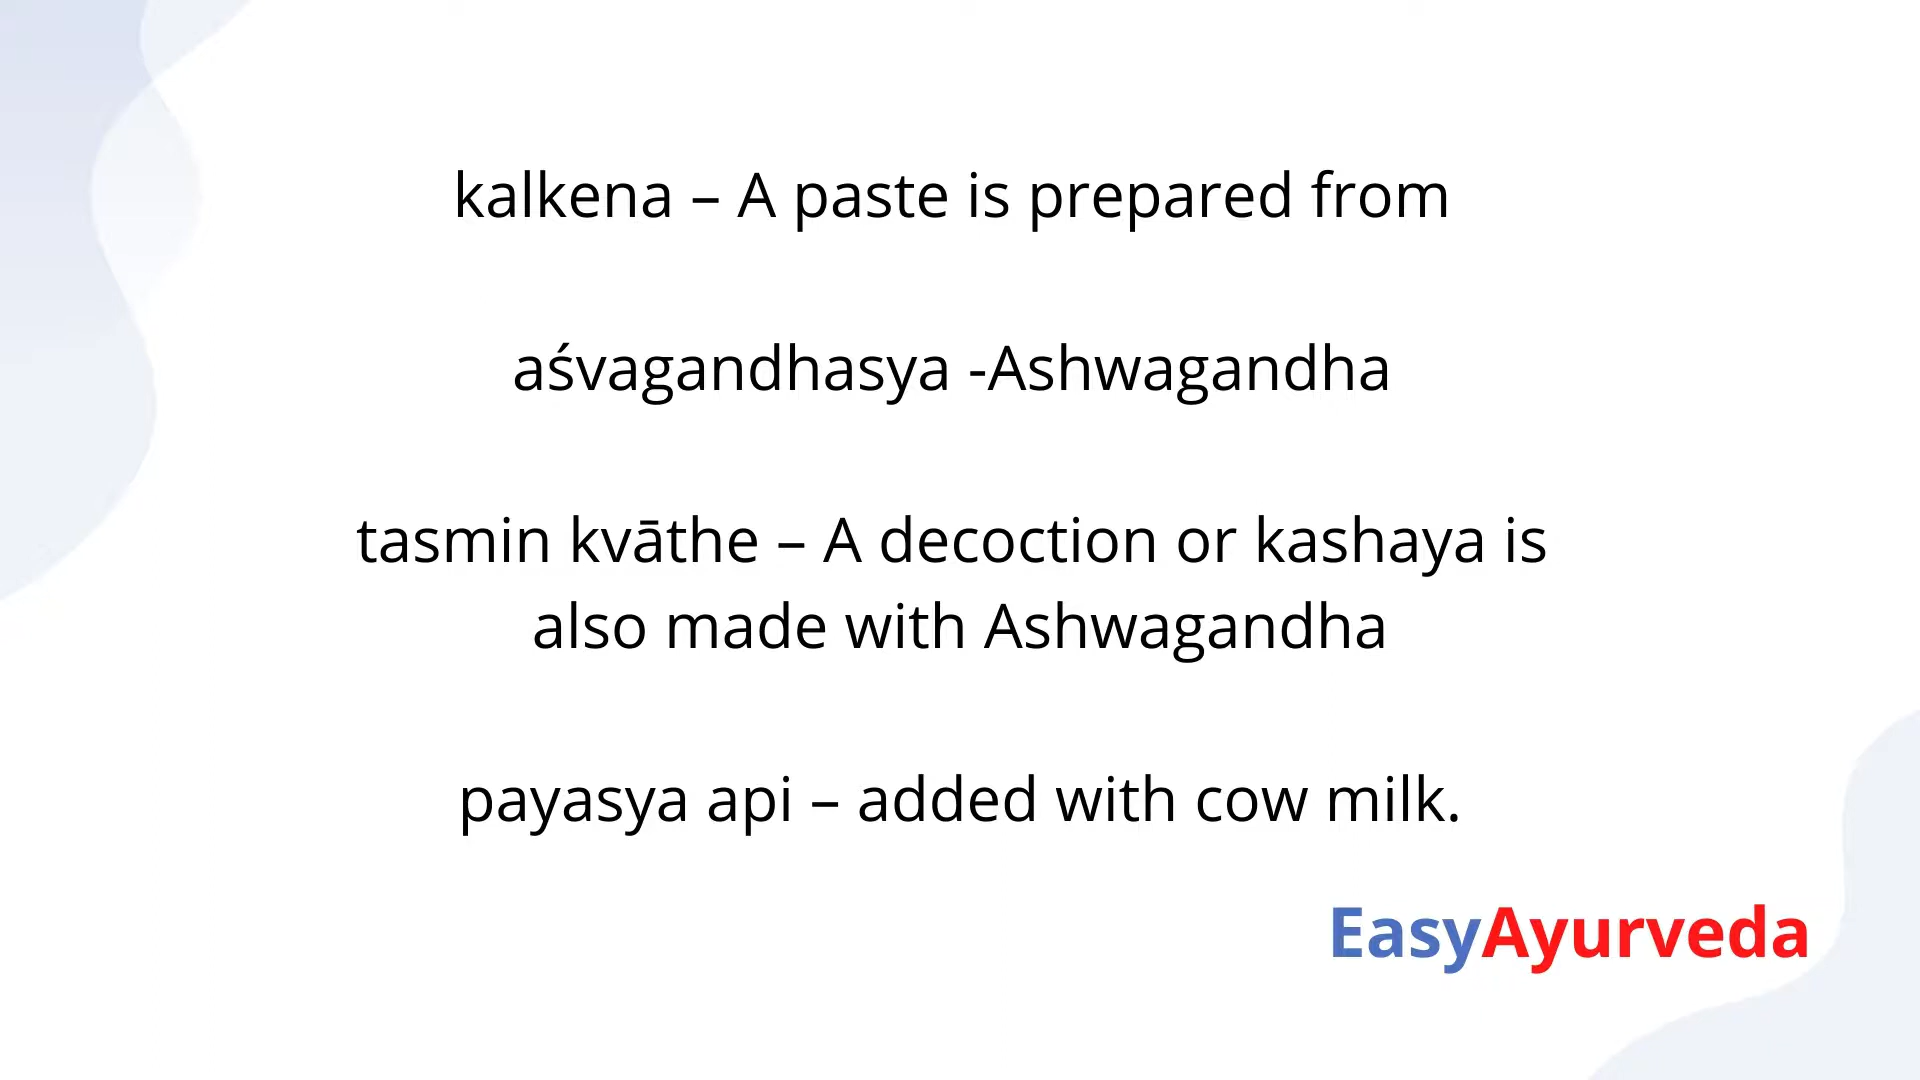 kalkena – A paste is prepared from
aśvagandhasya -Ashwagandha
tasmin kvāthe – A decoction or kashaya is
also made with Ashwagandha
payasya api – added with cow milk.
EasyAyurveda